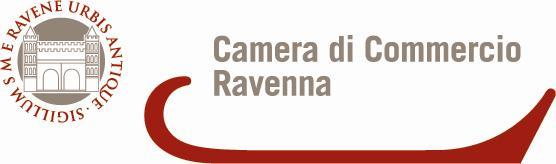 SIGILLUM S M E RAVENE URBIS ANTIQUE ·
Camera di Commercio
Ravenna